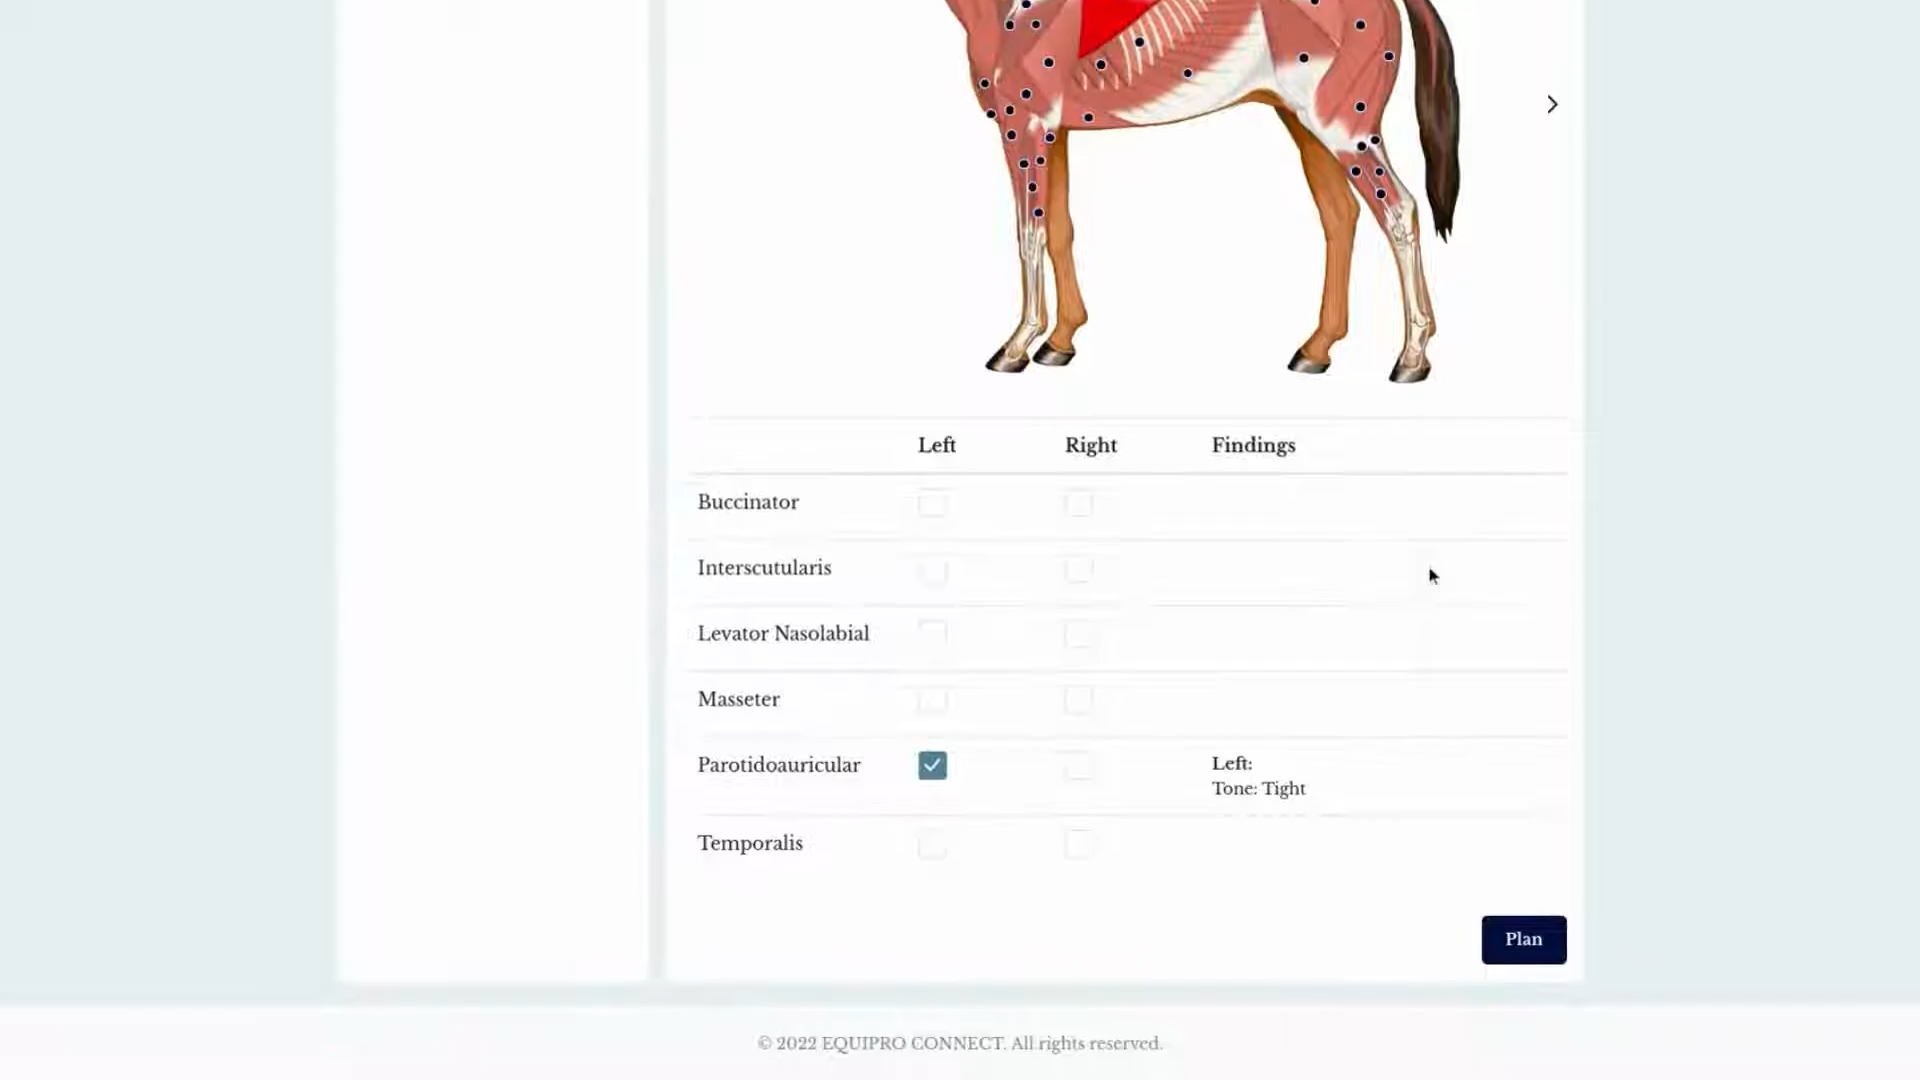 Left Right Findings
Buccinator
Interscutularis
Levator Nasolabial
Masseter
Parotidoauricular Left:
Tone: Tight
Temporalis
Plan
© 2022 EQUIPRO CONNECT. All rights reserved.